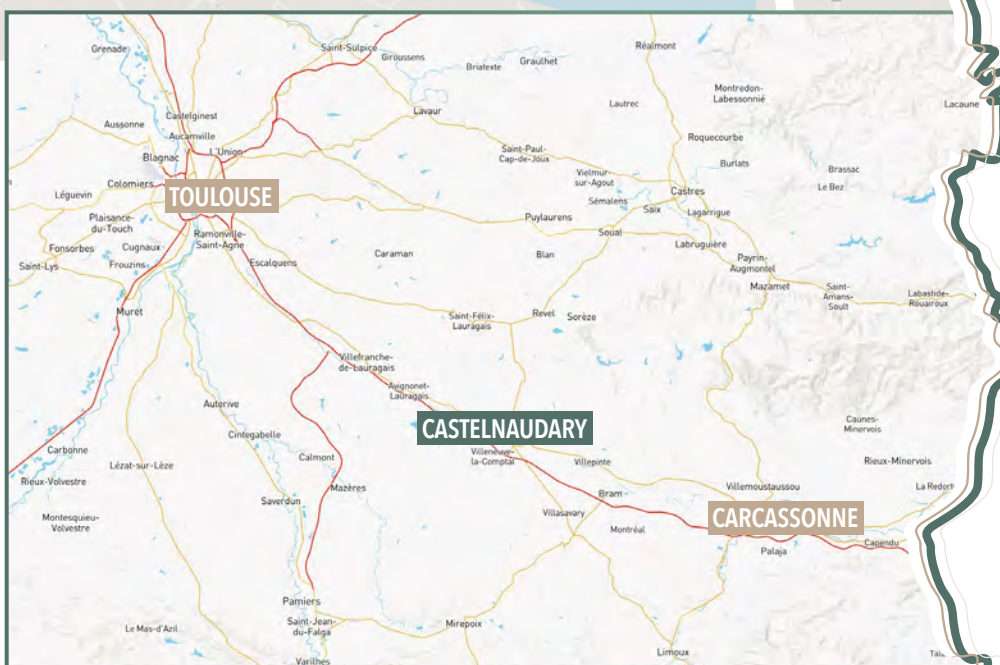 Grenade
Saint-Sulpice
Giroussens
Briatexte
Graulhet
Réalmont
Montredon-
Labessonnié
Lacaune
Castelginest
Lavaur
Lautrec
Aussonne
Aucamville
L'Union
Roquecourbe
Blagnac
Saint-Paul-
Cap-de-Joux
Burlats
Brassac
Colomiers
Vielmur-
sur-Agout
Le Bez
Léguevin
TOULOUSE
Sémalens
Castres
Saix
Lagarrigue
Plaisance-
du-Touch
Puylaurens
Ramonville-
Saint-Agne
Soual
Labruguière
Fonsorbes
Cugnaux
Caraman
Blan
Saint-Lys
Frouzins
Escalquens
Payrin-
Augmontel
Mazamet
Saint-
Amans-
Soult
Labastide-
Rouairoux
Muret
Saint-Félix-
Lauragais
Revel
Sorèze
Villefranche-
de-Lauragais
Avignonet-
Lauragais
Auterive
CASTELNAUDARY
Caunes-
Minervois
Cintegabelle
Carbonne
Calmont
Villeneuve-
la-Comptal
Villepinte
Rieux-Minervois
Lézat-sur-Lèze
Rieux-Volvestre
Mazères
Bram
Villemoustaussou
La Redort
Saverdun
Montesquieu-
Volvestre
Villasavary
CARCASSONNE
Montréal
Capendu
Palaja
Pamiers
Saint-Jean-
du-Falga
Le Mas-d'Azil
Mirepoix
Limoux
Varilhes